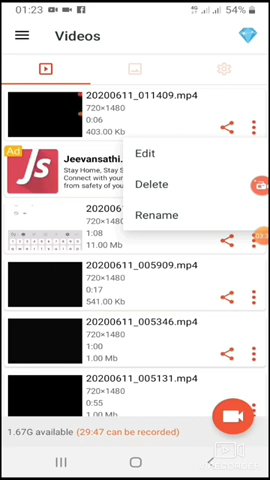 01:23
54%
Videos
20200611_011409.mp4
720×1480
0:06
403.00 Kb
Edit
Delete
Rename
Ad
JS
Jeevansathi.
Stay Home, Stay S
Connect with your
from safety of you
2020061
720×1480
1:08
11.00 Mb
20200611_005909.mp4
720×1480
0:17
541.00 Kb
20200611_005346.mp4
720×1480
1:00
1.00 Mb
20200611_005131.mp4
720×1480
0:55
1.00 Mb
1.67G available (29:47 can be recorded)